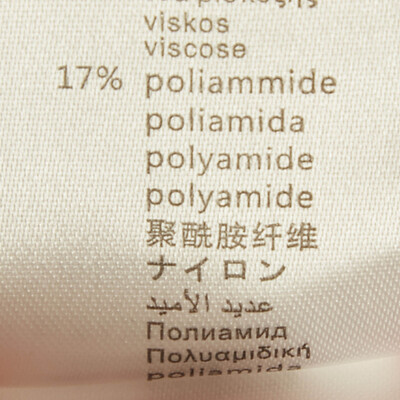 viskos
viscose
17% poliammide
poliamida
polyamide
polyamide
聚酰胺纤维
ナイロン
عديد الأميد
Полиамид
Πολυαμιδική
poliamida